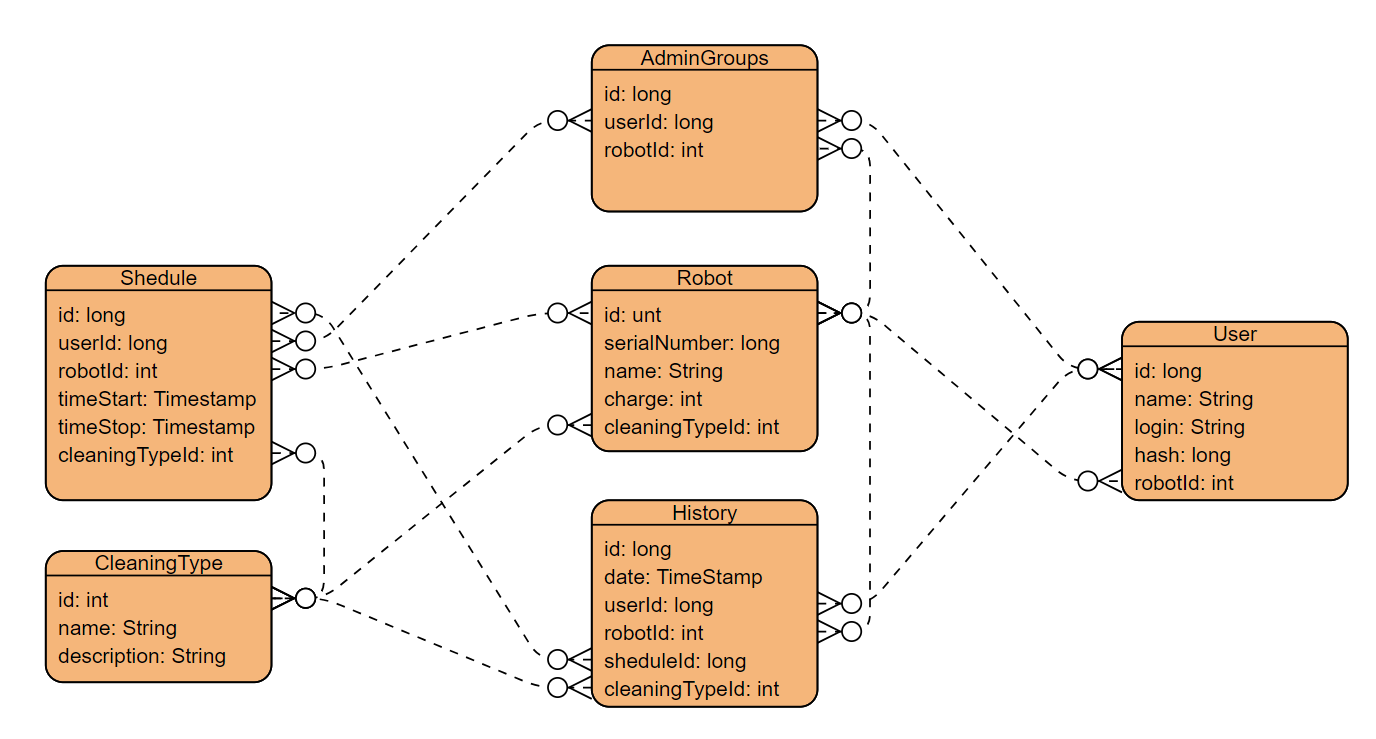 AdminGroups
id: long
userId: long
robotId: int
Shedule
id: long
userId: long
robotId: int
timeStart: Timestamp
timeStop: Timestamp
cleaningTypeId: int
Robot
id: unt
serialNumber: long
name: String
charge: int
cleaningTypeId: int
User
id: long
name: String
login: String
hash: long
robotId: int
CleaningType
id: int
name: String
description: String
History
id: long
date: TimeStamp
userId: long
robotId: int
sheduleId: long
cleaningTypeId: int